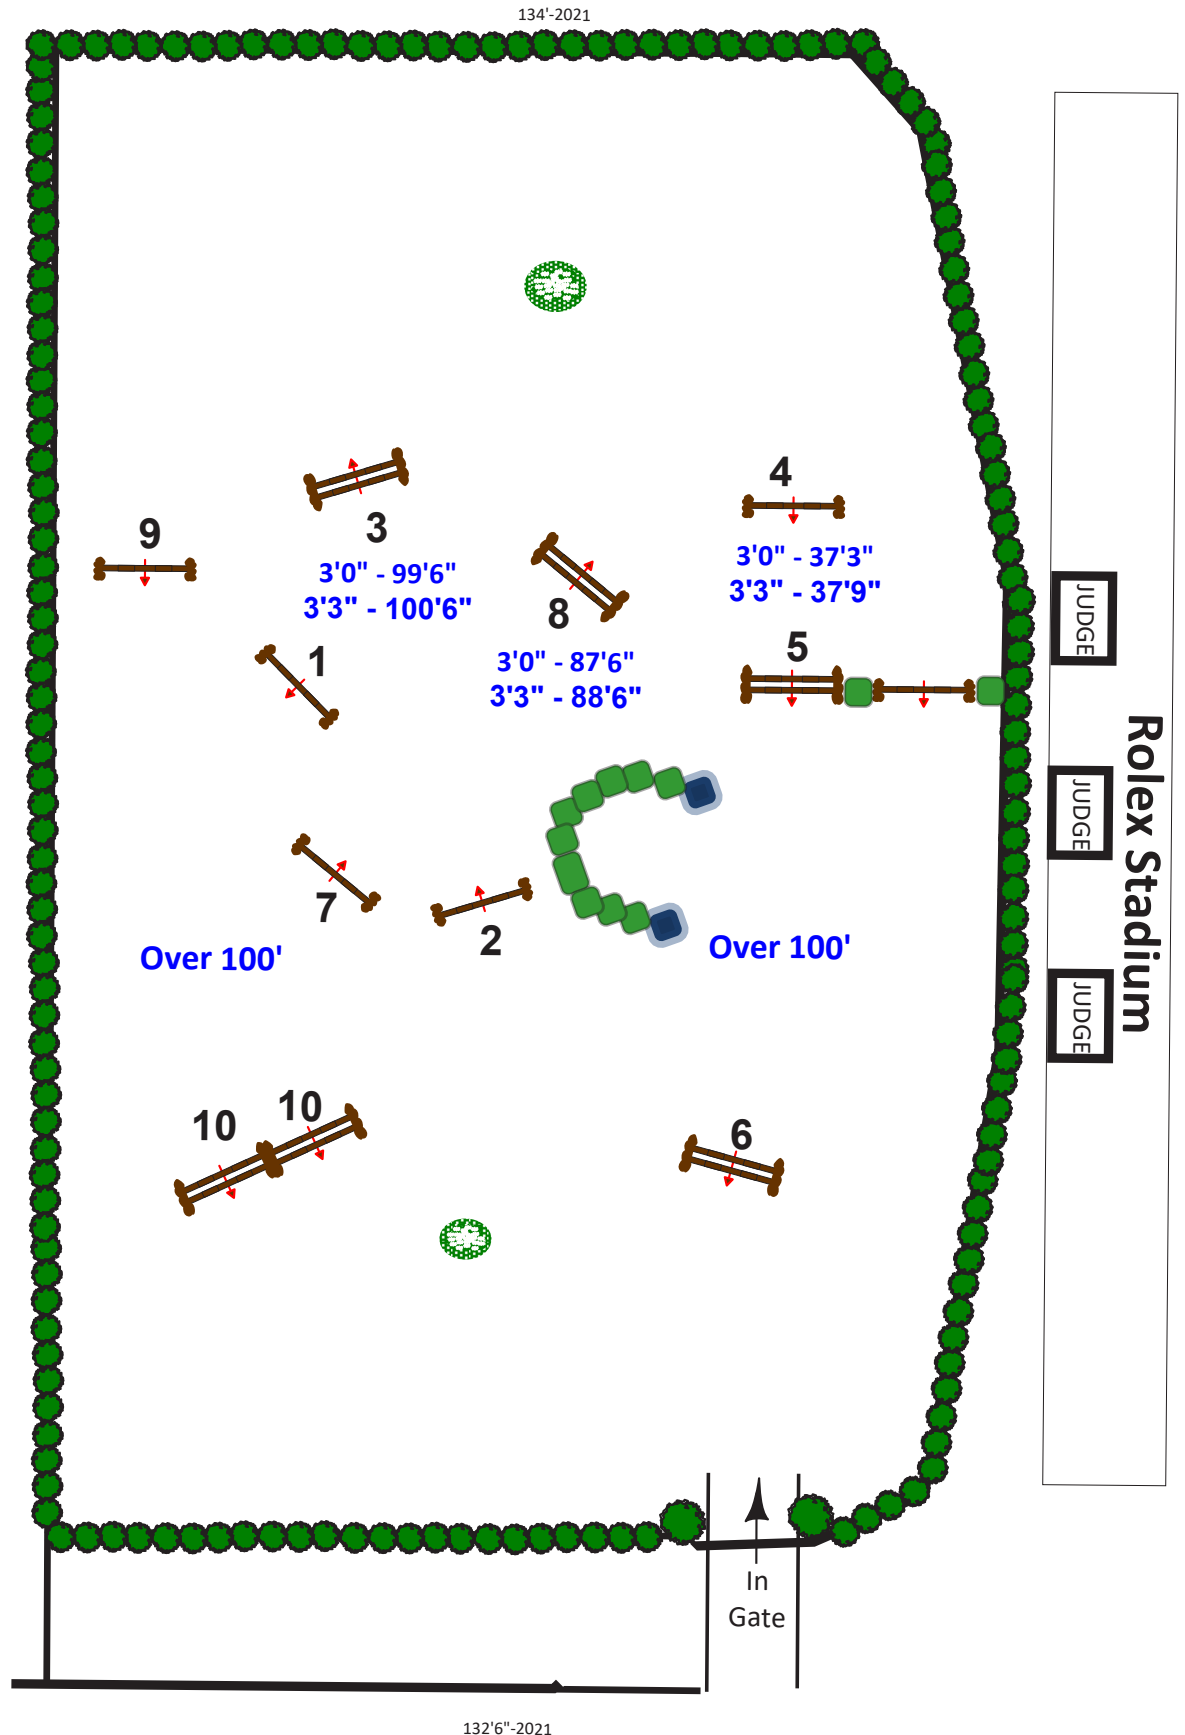 134'-2021
4
3
9
3'0" - 37'3"
3'3" - 37'9"
3'0" - 99'6"
3'3" - 100'6"
8
JUDGE
5
1
3'0" - 87'6"
3'3" - 88'6"
Rolex Stadium
JUDGE
7
2
Over 100'
Over 100'
JUDGE
10
10
6
In
Gate
132'6"-2021